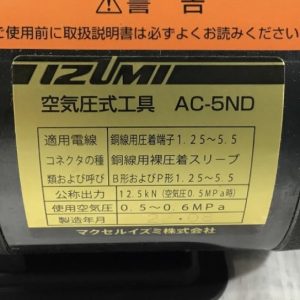 ⚠ 警 告
ご使用前に取扱説明書は必ずよくお読みください。
IZUMI
空気圧式工具 AC-5ND
適用電線 銅線用圧着端子1.25~5.5
コネクタの種 銅線用裸圧着スリーブ
類および呼び B形およびP形1.25~5.5
公称出力 12.5kN(空気圧0.5MPa時)
使用空気圧 0.5~0.6MPa
製造年月
マクセルイズミ株式会社